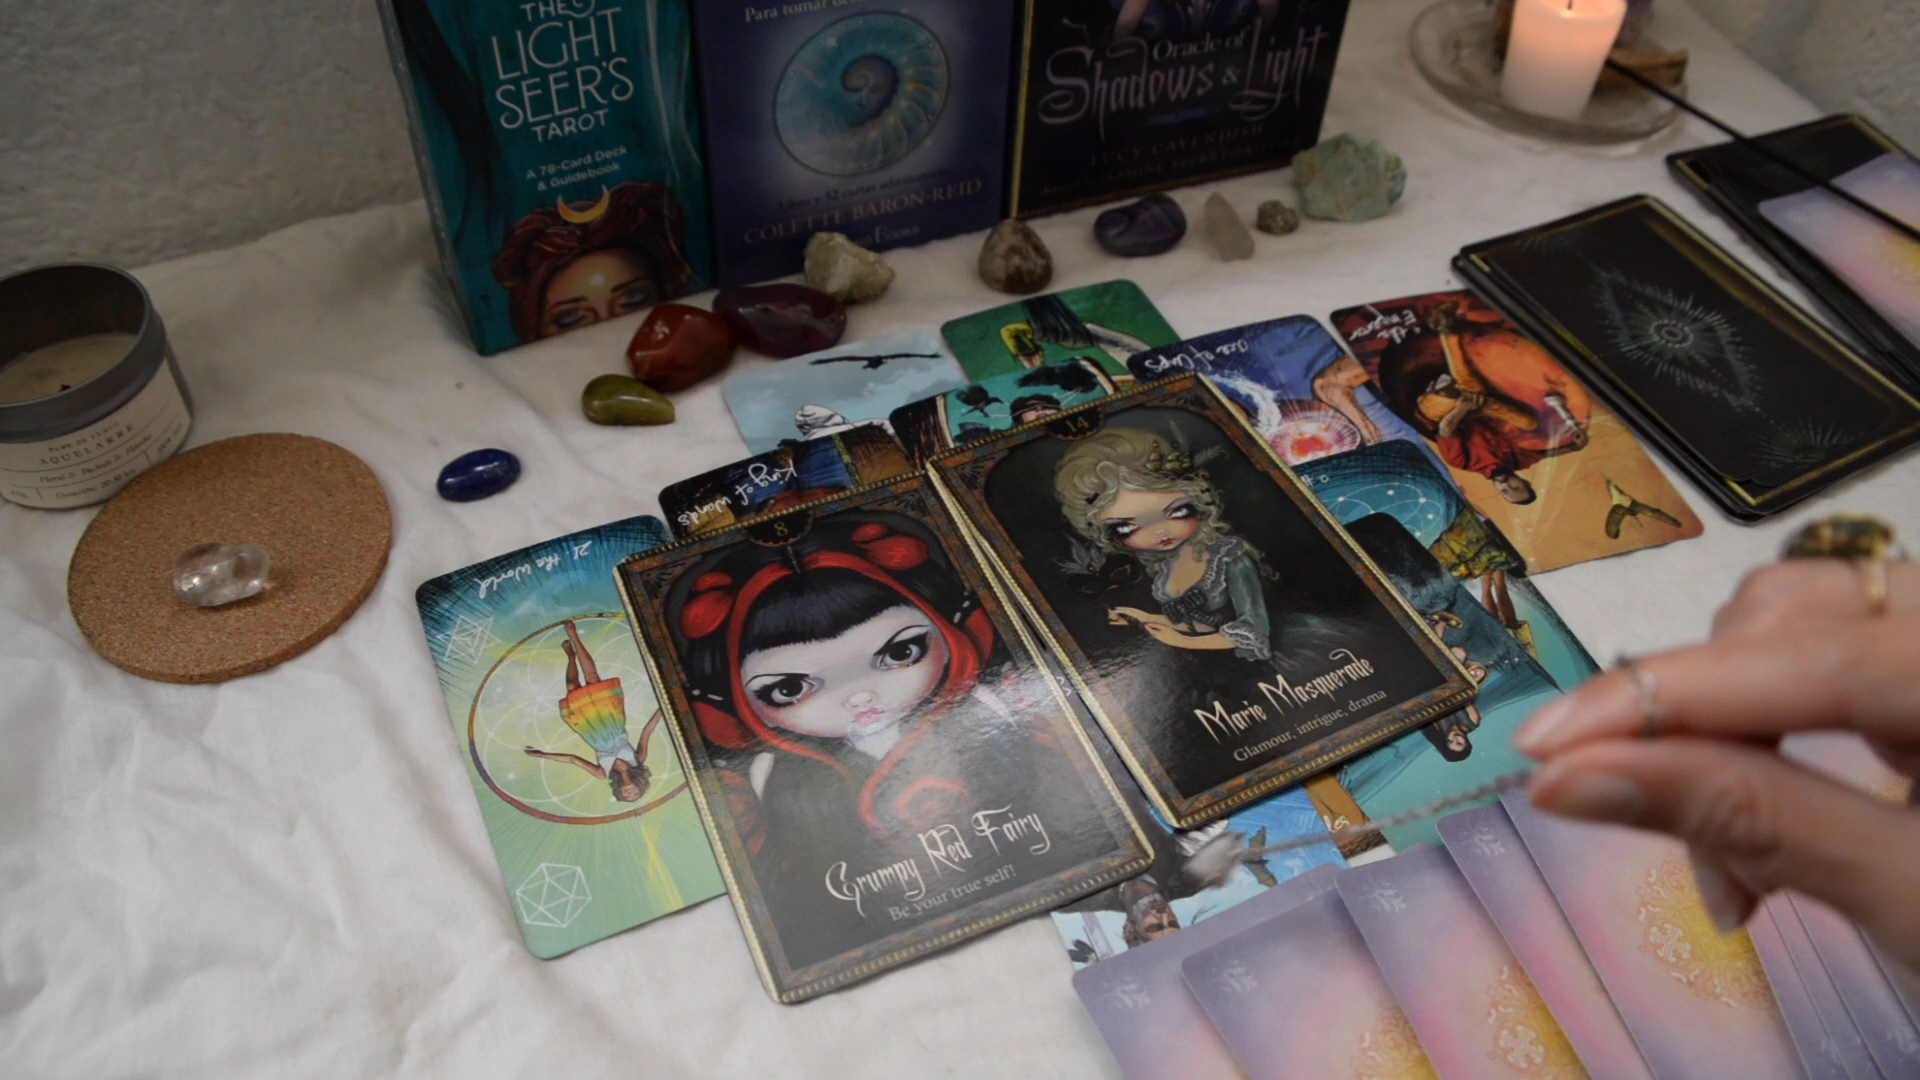 THE
LIGHT
SEER'S
TAROT
A 78-Card Deck
& Guidebook
Para tomar
COLETTE BARON-REID
Oracle of
Shadows & Light
LUCY CAVENDISH
AQUELARRE
21. the World
King of Wands
Ace of Cups
the Emperor
8
Grumpy Red Fairy
Be your true self!
14
Marie Masquerade
Glamour, intrigue, drama